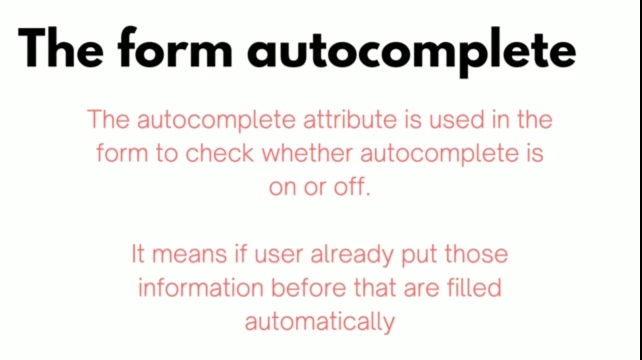 The form autocomplete
The autocomplete attribute is used in the
form to check whether autocomplete is
on or off.
It means if user already put those
information before that are filled
automatically